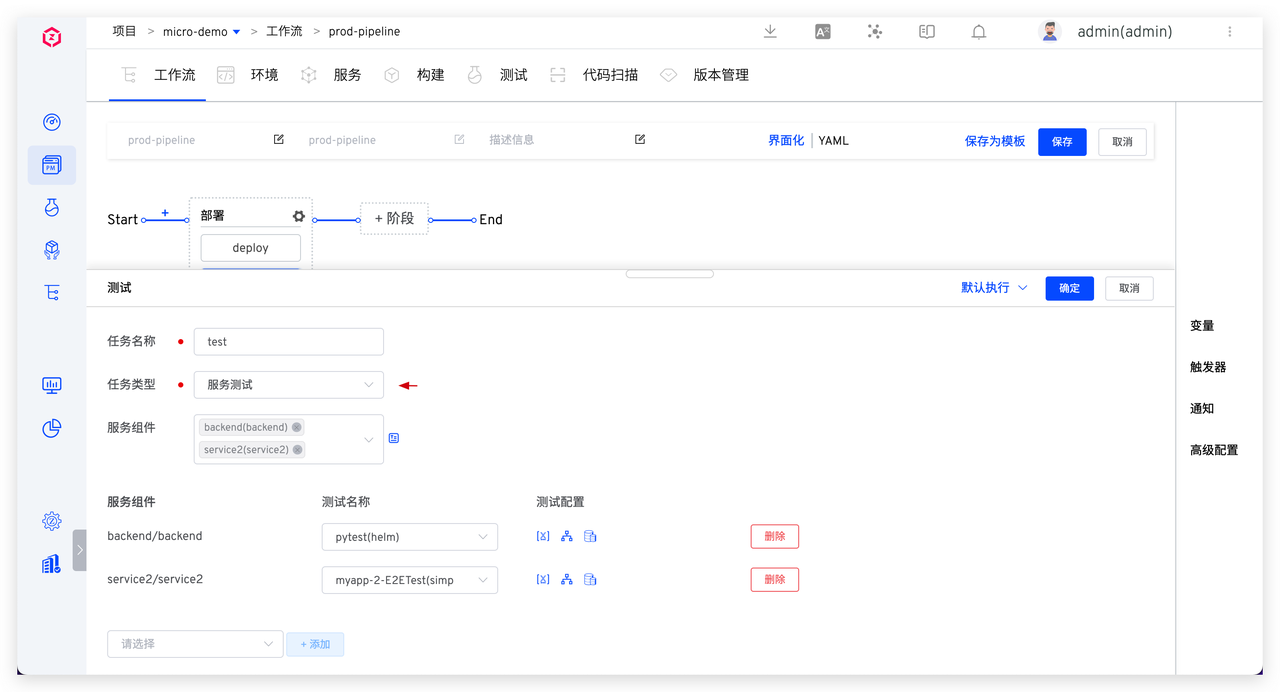 项目 > micro-demo > 工作流 > prod-pipeline
admin(admin)
工作流 环境 服务 构建 测试 代码扫描 版本管理
prod-pipeline prod-pipeline 描述信息 界面化 YAML 保存为模板 保存 取消
Start + 部署 + 阶段 End
deploy
测试 默认执行 确定 取消
任务名称 test
任务类型 服务测试
服务组件 backend(backend)
service2(service2)
服务组件 测试名称 测试配置
backend/backend pytest(helm) 删除
service2/service2 myapp-2-E2ETest(simp 删除
请选择 + 添加
变量
触发器
通知
高级配置